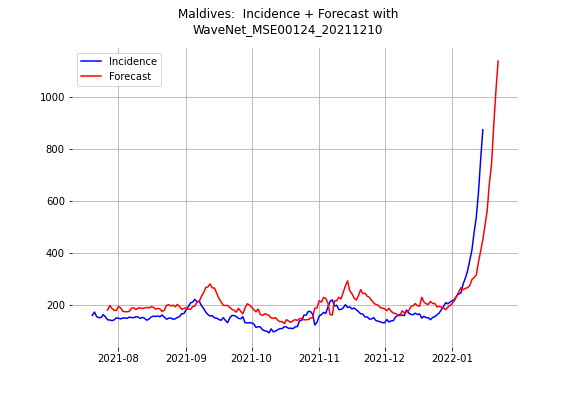 Maldives:  Incidence + Forecast with
WaveNet_MSE00124_20211210
Incidence
Forecast
1000
800
600
400
200
2021-08 2021-09 2021-10 2021-11 2021-12 2022-01